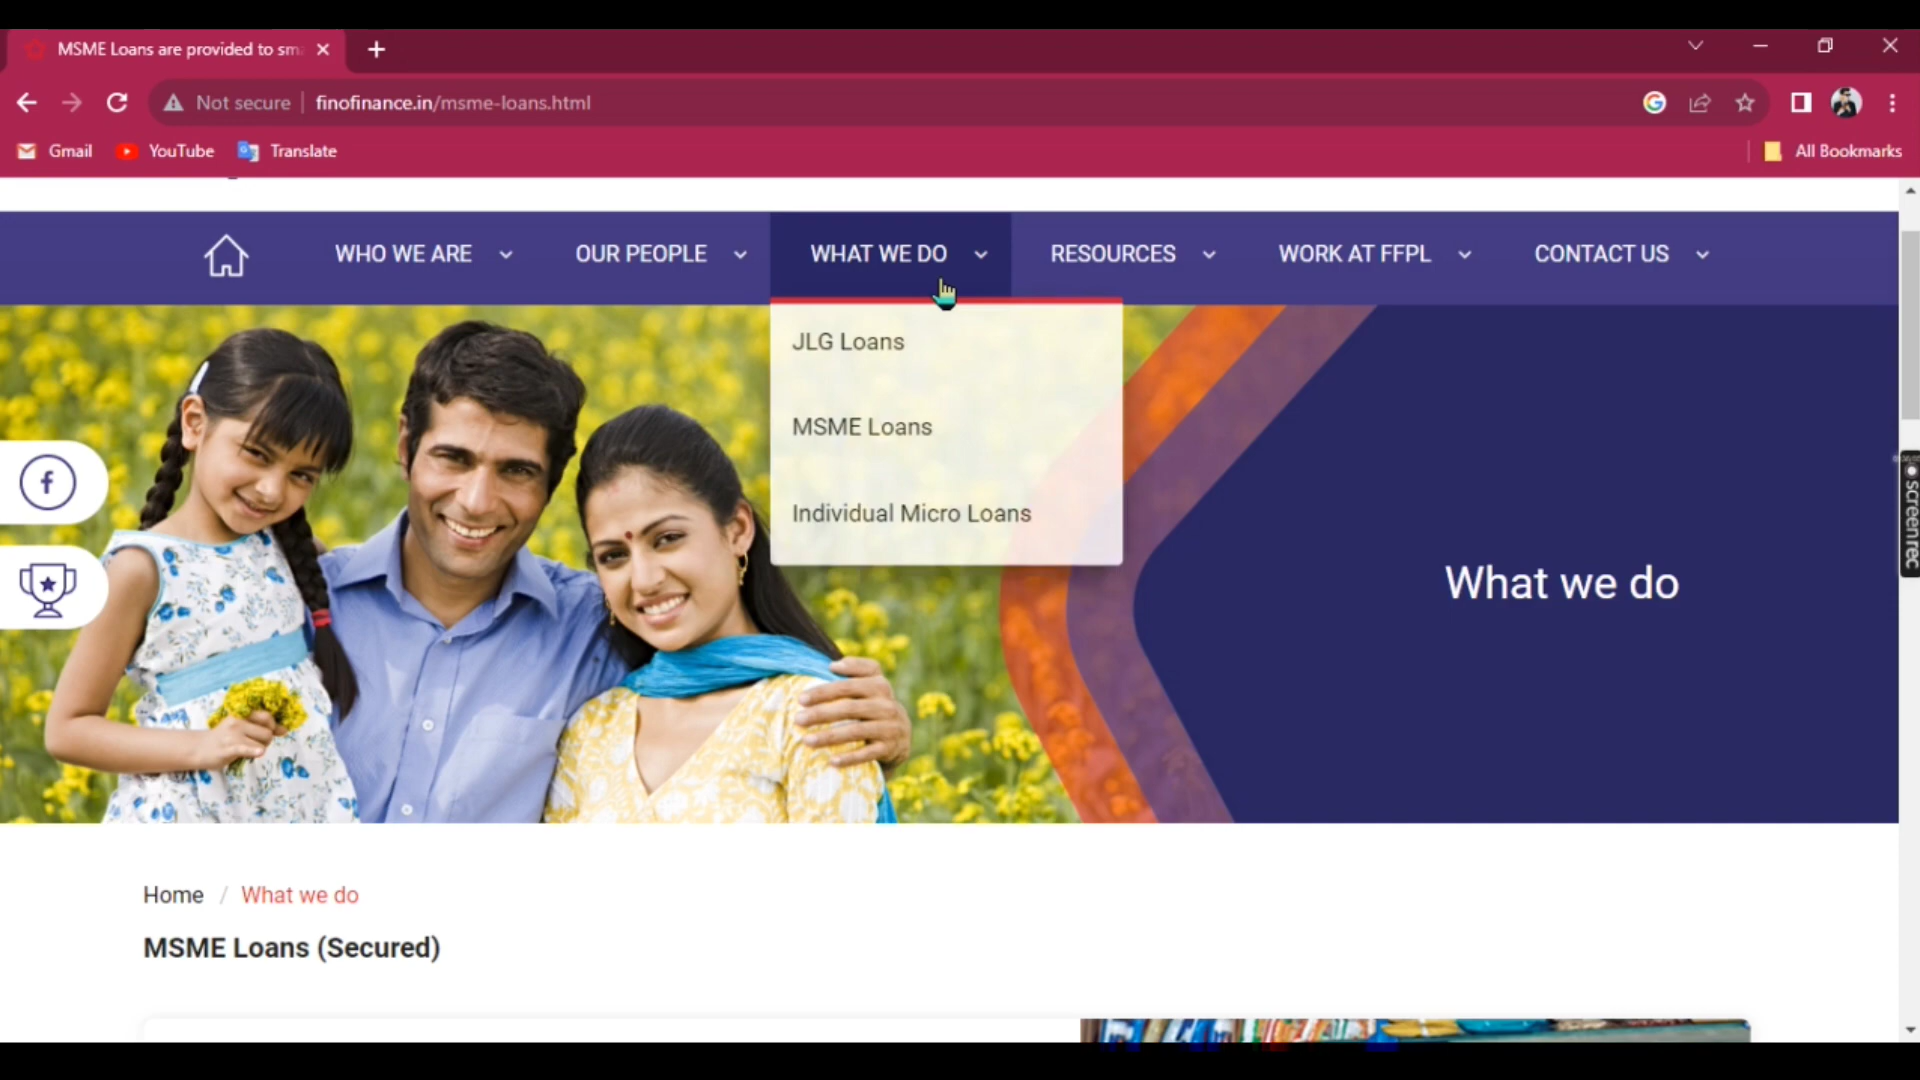 MSME Loans are provided to sm
Not secure
finofinance.in/msme-loans.html
Gmail
YouTube
Translate
All Bookmarks
WHO WE ARE
OUR PEOPLE
WHAT WE DO
RESOURCES
WORK AT FFPL
CONTACT US
JLG Loans
MSME Loans
Individual Micro Loans
What we do
screenrec
Home / What we do
MSME Loans (Secured)